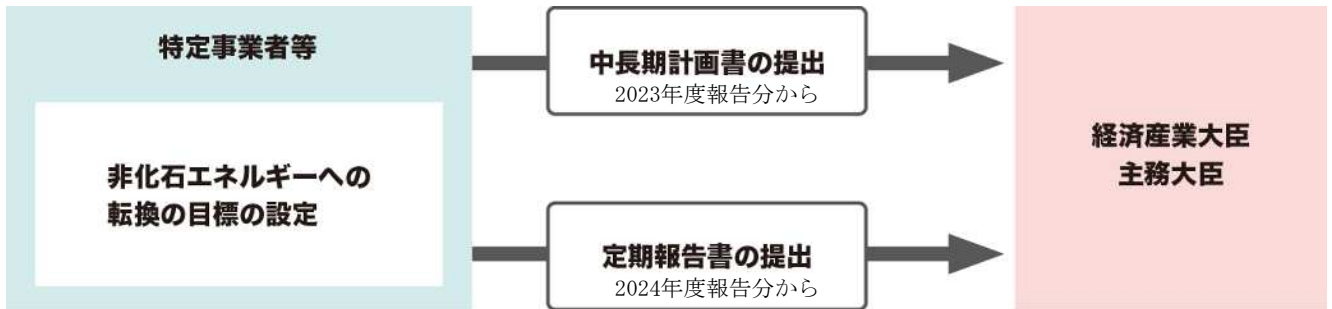 特定事業者等
非化石エネルギーへの
転換の目標の設定
中長期計画書の提出
2023年度報告分から
定期報告書の提出
2024年度報告分から
経済産業大臣
主務大臣